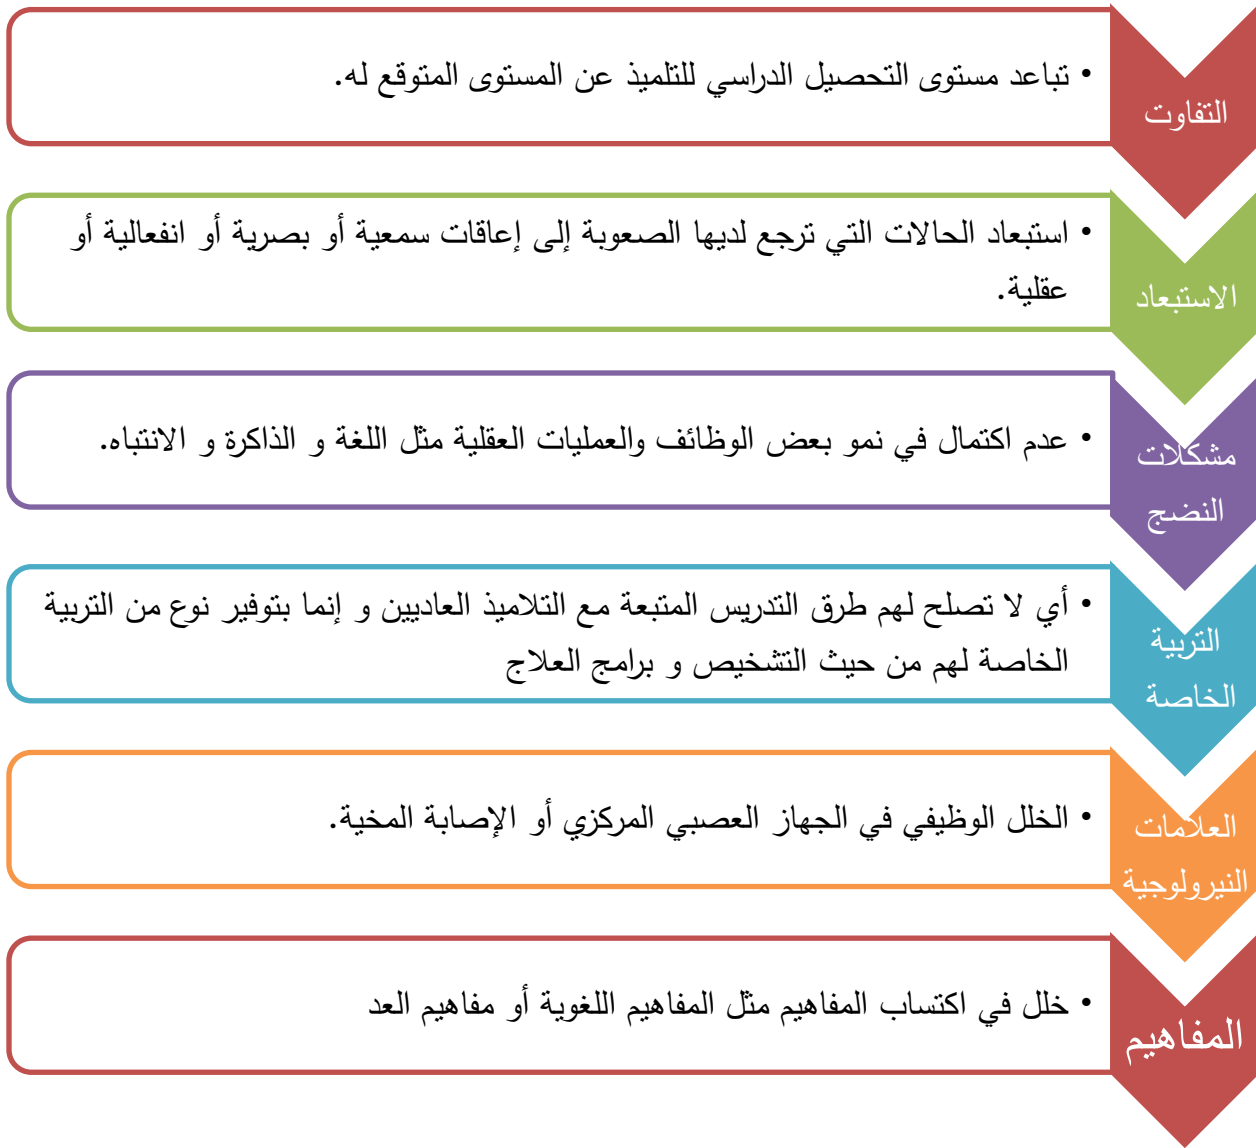 التفاوت
• تباعد مستوى التحصيل الدراسي للتلميذ عن المستوى المتوقع له.
الاستبعاد
• استبعاد الحالات التي ترجع لديها الصعوبة إلى إعاقات سمعية أو بصرية أو انفعالية أو
عقلية.
مشكلات
النضج
• عدم اكتمال في نمو بعض الوظائف والعمليات العقلية مثل اللغة و الذاكرة و الانتباه.
التربية
الخاصة
• أي لا تصلح لهم طرق التدريس المتبعة مع التلاميذ العاديين و إنما بتوفير نوع من التربية
الخاصة لهم من حيث التشخيص و برامج العلاج
العلامات
النيرولوجية
• الخلل الوظيفي في الجهاز العصبي المركزي أو الإصابة المخية.
المفاهيم
• خلل في اكتساب المفاهيم مثل المفاهيم اللغوية أو مفاهيم العد